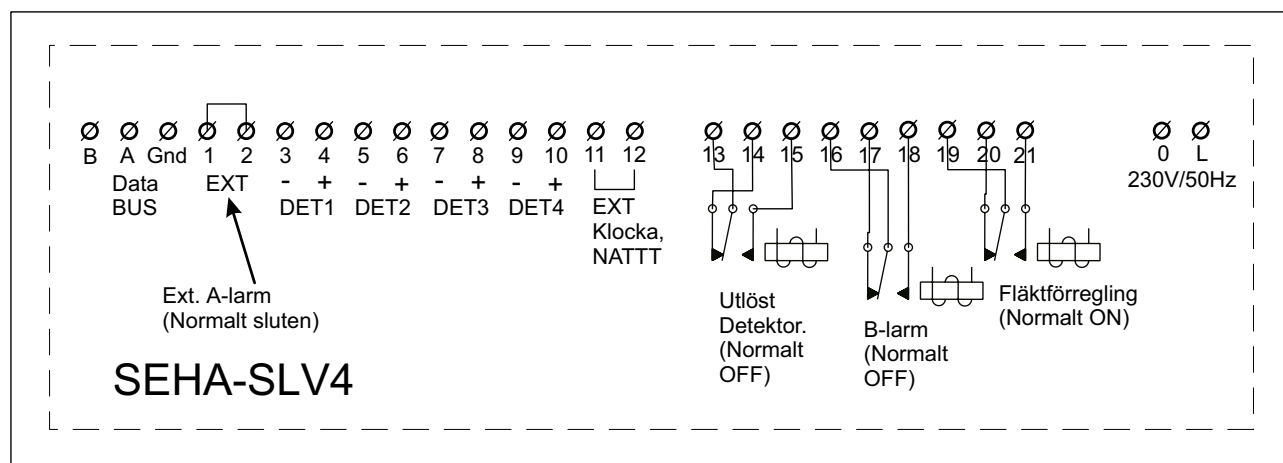 B A Gnd 1 2 3 4 5 6 7 8 9 10 11 12 13 14 15 16 17 18 19 20 21 0 L
Data
BUS
EXT
- + - + - + - +
DET1 DET2 DET3 DET4
EXT
Klocka,
NATTT
230V/50Hz
Ext. A-larm
(Normalt sluten)
Utlöst
Detektor.
(Normalt
OFF)
B-larm
(Normalt
OFF)
Fläktförregling
(Normalt ON)
SEHA-SLV4